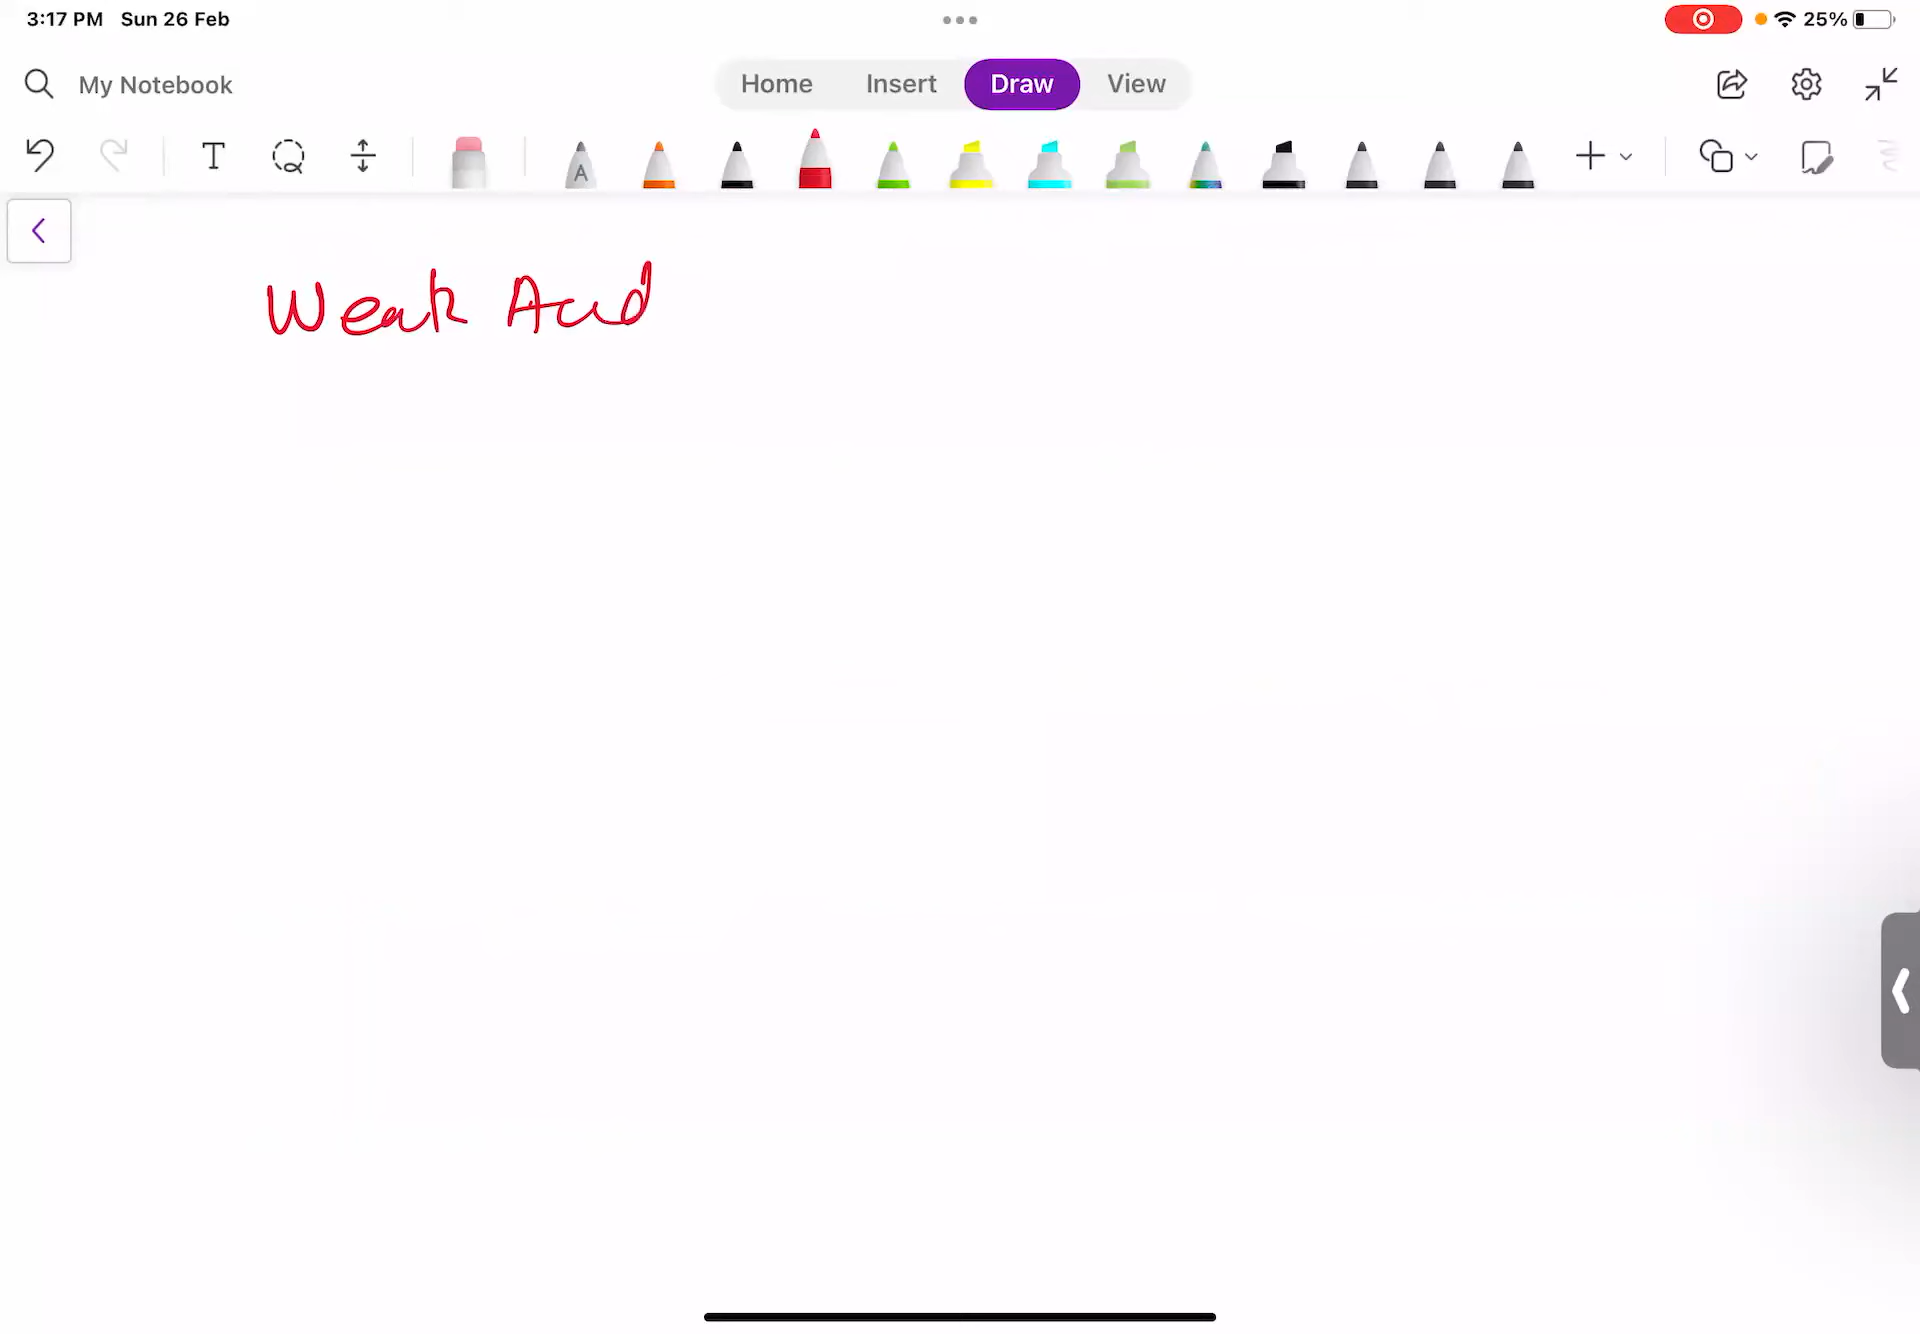 3:17 PM Sun 26 Feb
25%
My Notebook
Home Insert Draw View
T
A
Weak Acid